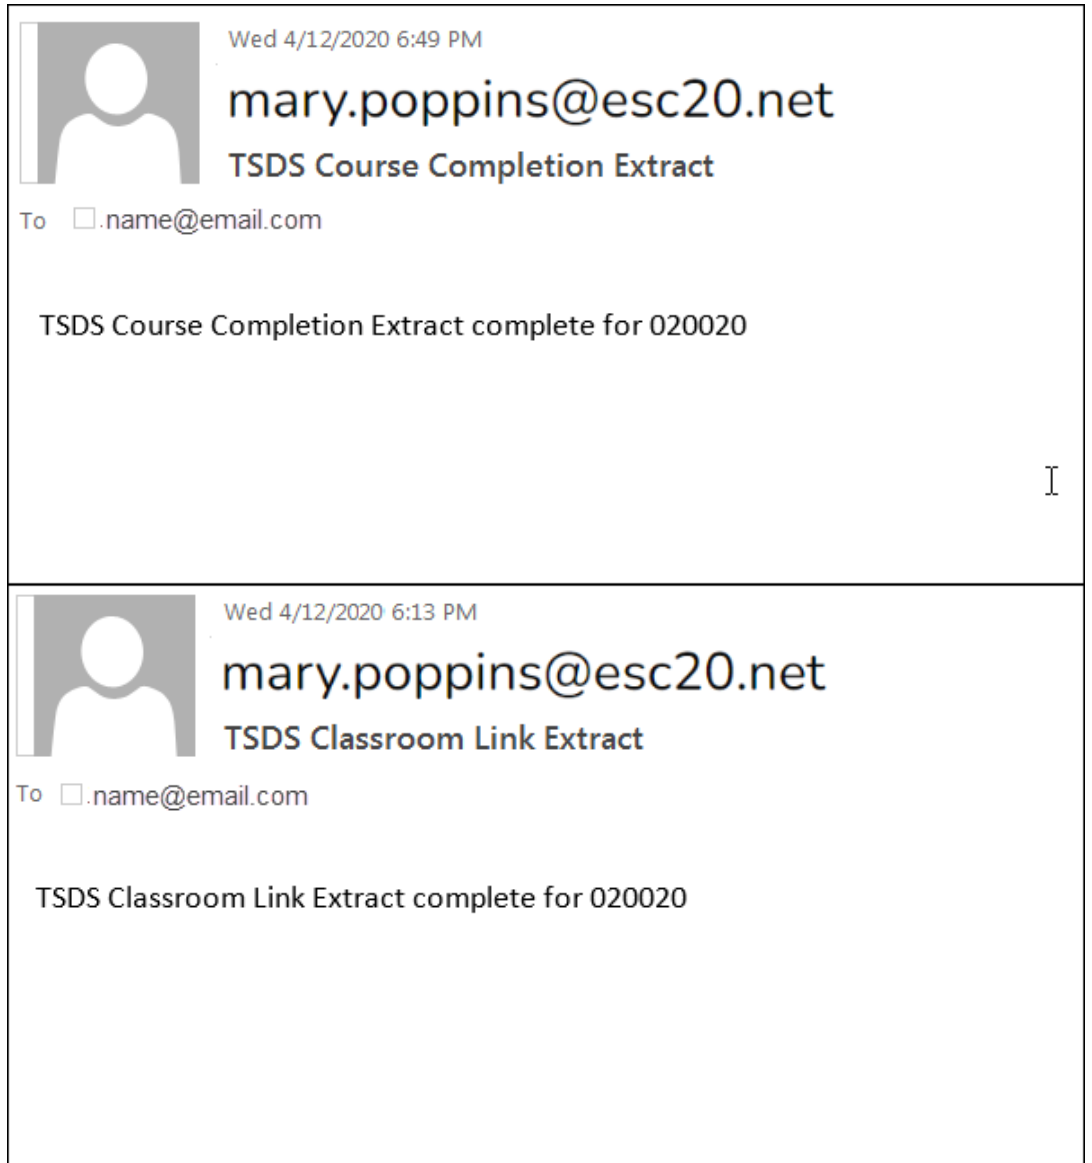 Wed 4/12/2020 6:49 PM
mary.poppins@esc20.net
TSDS Course Completion Extract
To .name@email.com
TSDS Course Completion Extract complete for 020020
Wed 4/12/2020 6:13 PM
mary.poppins@esc20.net
TSDS Classroom Link Extract
To .name@email.com
TSDS Classroom Link Extract complete for 020020